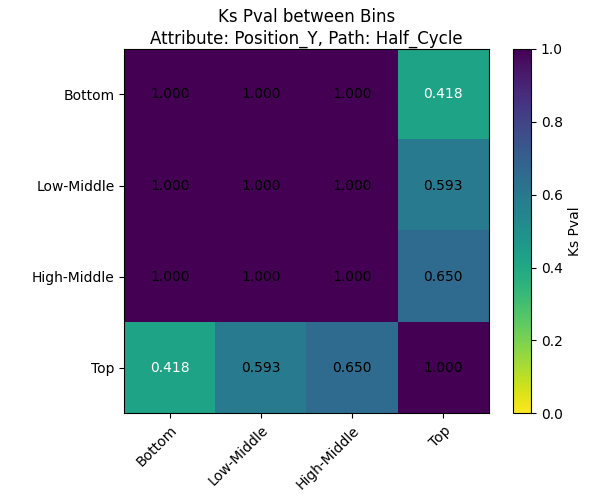 Ks Pval between Bins
Attribute: Position_Y, Path: Half_Cycle
Bottom 1.000 1.000 1.000 0.418
Low-Middle 1.000 1.000 1.000 0.593
High-Middle 1.000 1.000 1.000 0.650
Top 0.418 0.593 0.650 1.000
Bottom Low-Middle High-Middle Top
1.0
0.8
0.6
0.4
0.2
0.0
Ks Pval